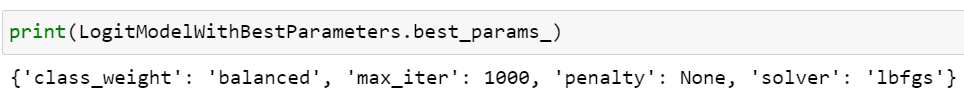 print(LogitModelWithBestParameters.best_params_)
{'class_weight': 'balanced', 'max_iter': 1000, 'penalty': None, 'solver': 'lbfgs'}